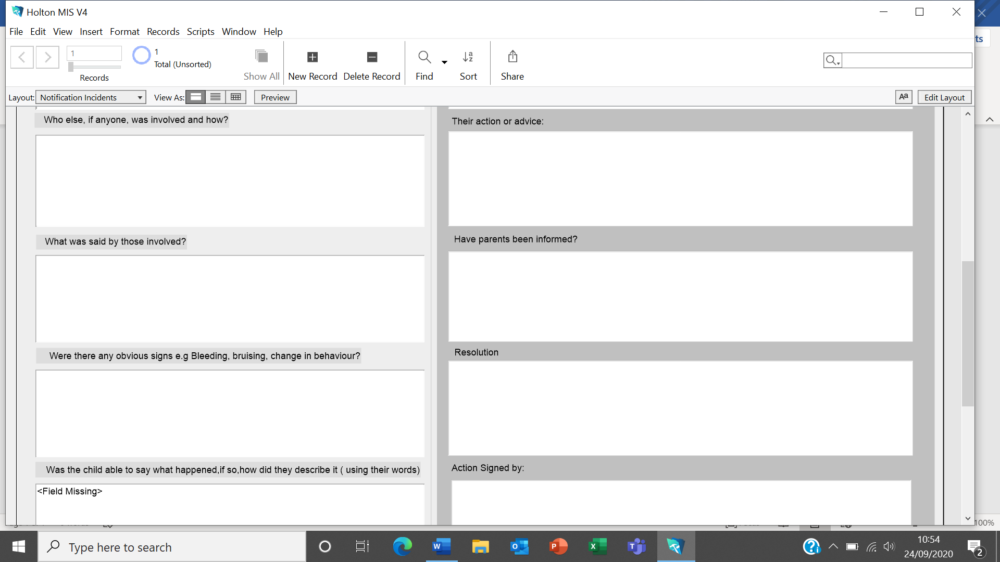 Holton MIS V4
File Edit View Insert Format Records Scripts Window Help
ts
1
Records
1
Total (Unsorted)
Show All
New Record
Delete Record
Find
Sort
Share
Layout: Notification Incidents
View As:
Preview
Aa
Edit Layout
Who else, if anyone, was involved and how?
What was said by those involved?
Were there any obvious signs e.g Bleeding, bruising, change in behaviour?
Was the child able to say what happened,if so,how did they describe it ( using their words)
<Field Missing>
Their action or advice:
Have parents been informed?
Resolution
Action Signed by:
100%
Type here to search
10:54
24/09/2020
2